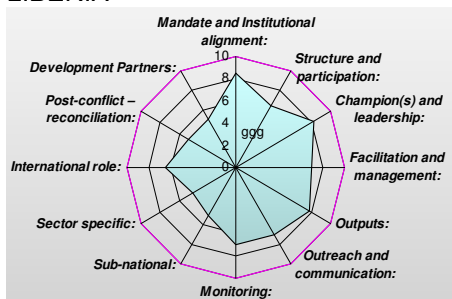 LIBERIA
Mandate and Institutional
alignment:
Structure and
participation:
Champion(s) and
leadership:
Facilitation and
management:
Outputs:
Outreach and
communication:
Monitoring:
Sub-national:
Sector specific:
International role:
Post-conflict –
reconciliation:
Development Partners:
10
8
6
4
2
0
ggg